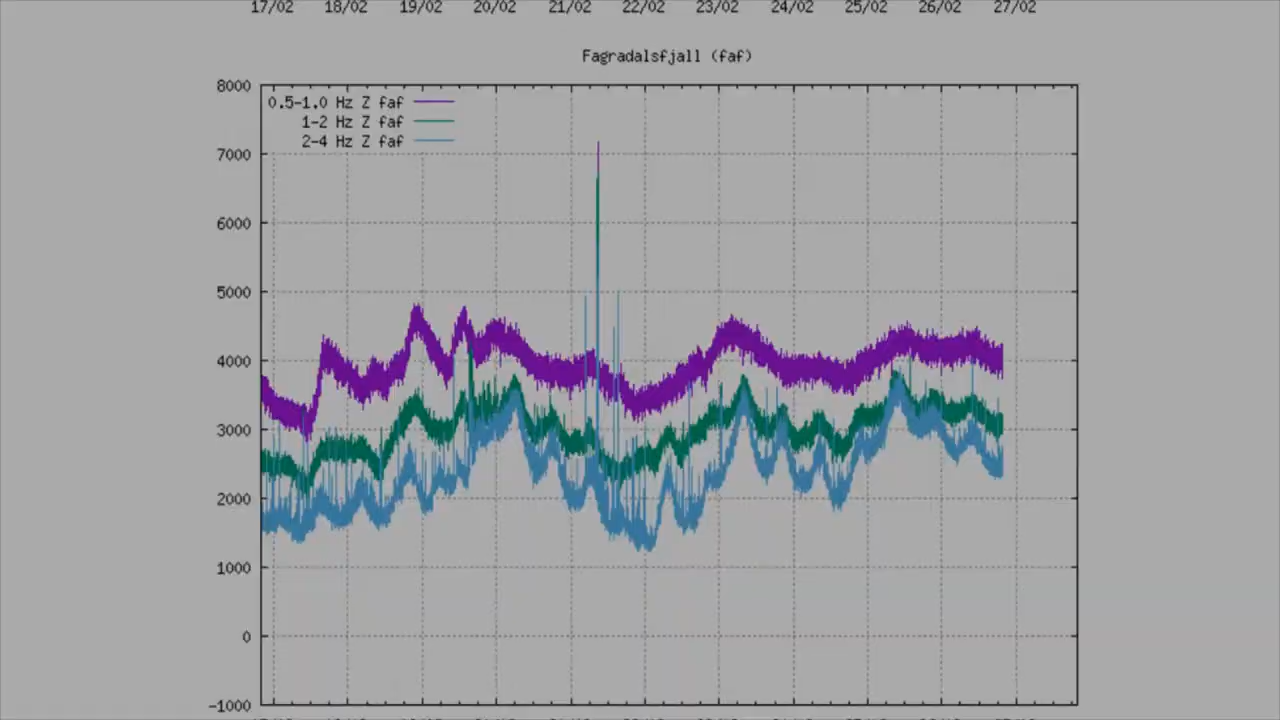 17/02 18/02 19/02 20/02 21/02 22/02 23/02 24/02 25/02 26/02 27/02
Fagradalsfjall (faf)
8000
0.5-1.0 Hz Z faf
1-2 Hz Z faf
2-4 Hz Z faf
7000
6000
5000
4000
3000
2000
1000
0
-1000